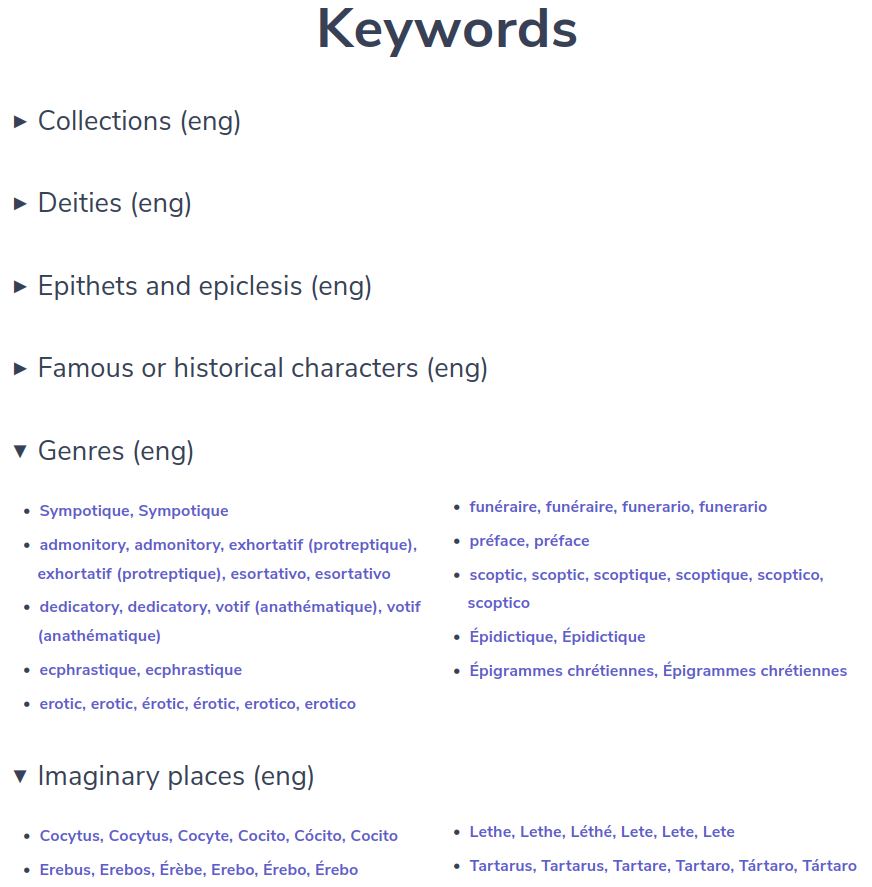 Keywords
Collections (eng)
Deities (eng)
Epithets and epiclesis (eng)
Famous or historical characters (eng)
Genres (eng)
Sympotique, Sympotique
admonitory, admonitory, exhortatif (protreptique),
exhortatif (protreptique), esortativo, esortativo
dedicatory, dedicatory, votif (anathématique), votif
(anathématique)
ecphrastique, ecphrastique
erotic, erotic, érotic, érotic, erotico, erotico
funéraire, funéraire, funerario, funerario
préface, préface
scoptic, scoptic, scoptique, scoptique, scoptico,
scoptico
Épidictique, Épidictique
Épigrammes chrétiennes, Épigrammes chrétiennes
Imaginary places (eng)
Cocytus, Cocytus, Cocyte, Cocito, Cócito, Cocito
Erebus, Erebos, Érèbe, Erebo, Érebo, Érebo
Lethe, Lethe, Léthé, Lete, Lete, Lete
Tartarus, Tartarus, Tartare, Tartaro, Tártaro, Tártaro